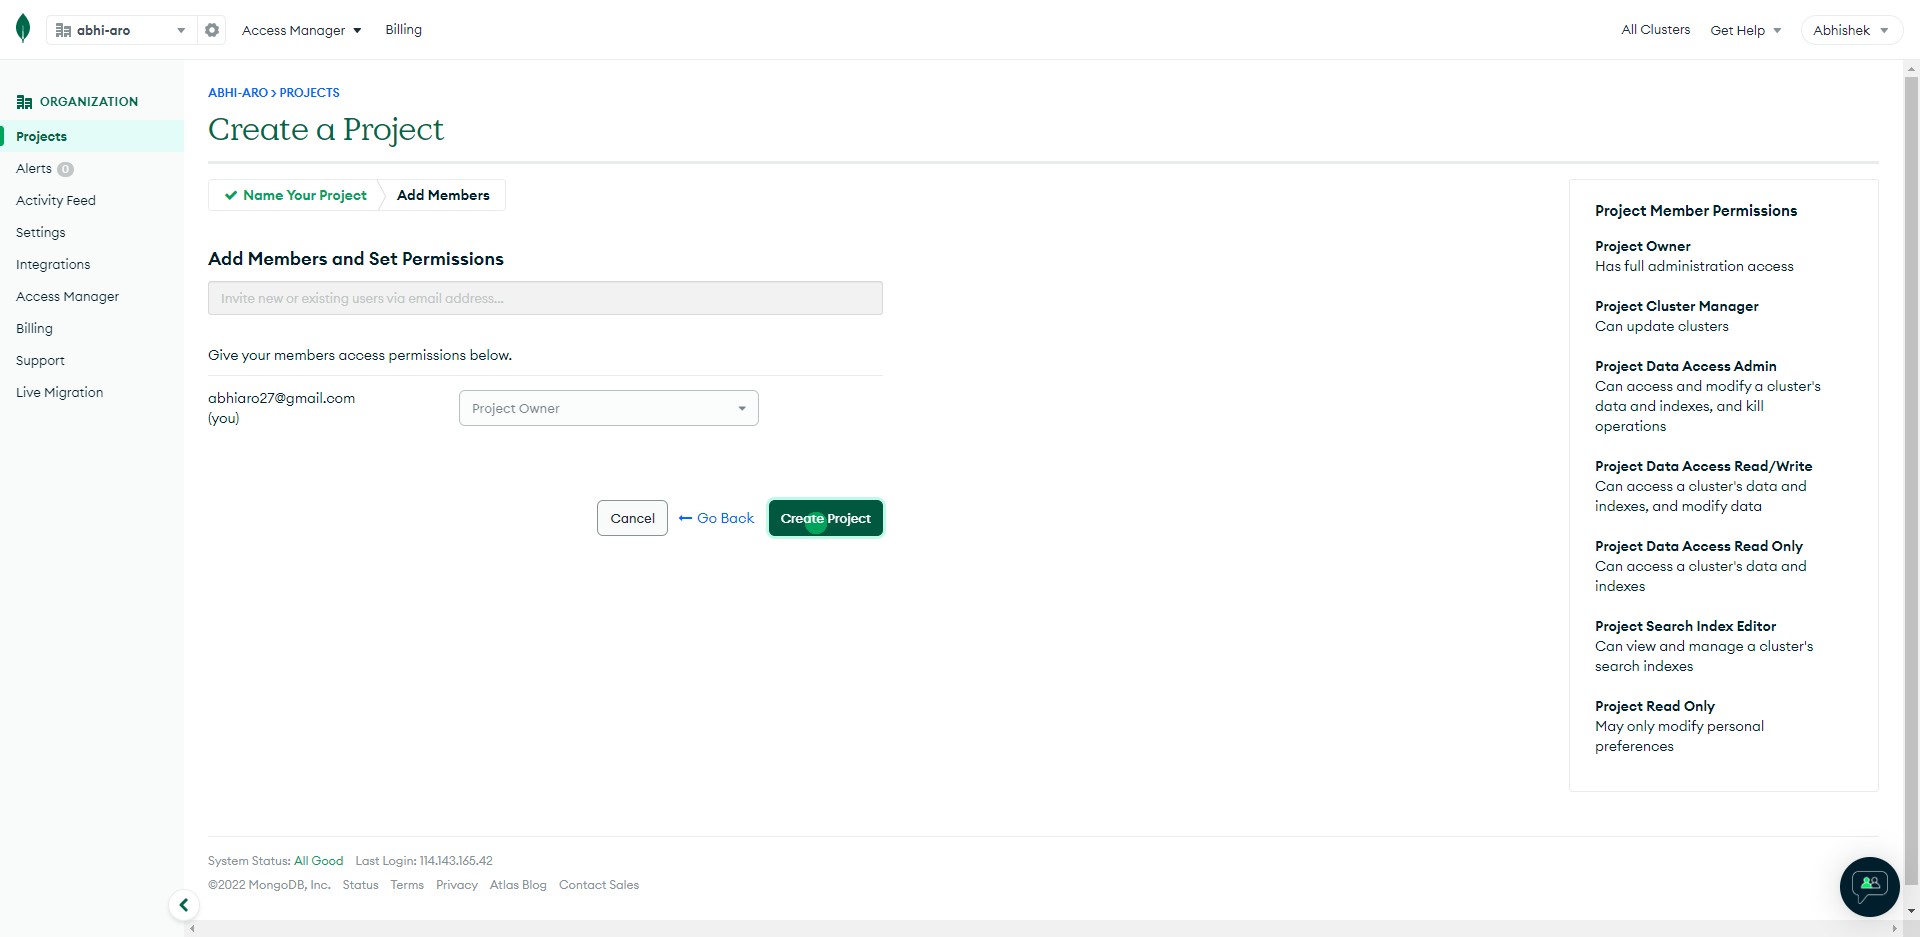 abhi-aro
Access Manager
Billing
All Clusters
Get Help
Abhishek
ORGANIZATION
Projects
Alerts 0
Activity Feed
Settings
Integrations
Access Manager
Billing
Support
Live Migration
ABHI-ARO > PROJECTS
Create a Project
Name Your Project
Add Members
Add Members and Set Permissions
Invite new or existing users via email address...
Give your members access permissions below.
abhiaro27@gmail.com
(you)
Project Owner
Cancel
Go Back
Create Project
Project Member Permissions
Project Owner
Has full administration access
Project Cluster Manager
Can update clusters
Project Data Access Admin
Can access and modify a cluster's
data and indexes, and kill
operations
Project Data Access Read/Write
Can access a cluster's data and
indexes, and modify data
Project Data Access Read Only
Can access a cluster's data and
indexes
Project Search Index Editor
Can view and manage a cluster's
search indexes
Project Read Only
May only modify personal
preferences
System Status: All Good Last Login: 114.143.165.42
©2022 MongoDB, Inc. Status Terms Privacy Atlas Blog Contact Sales